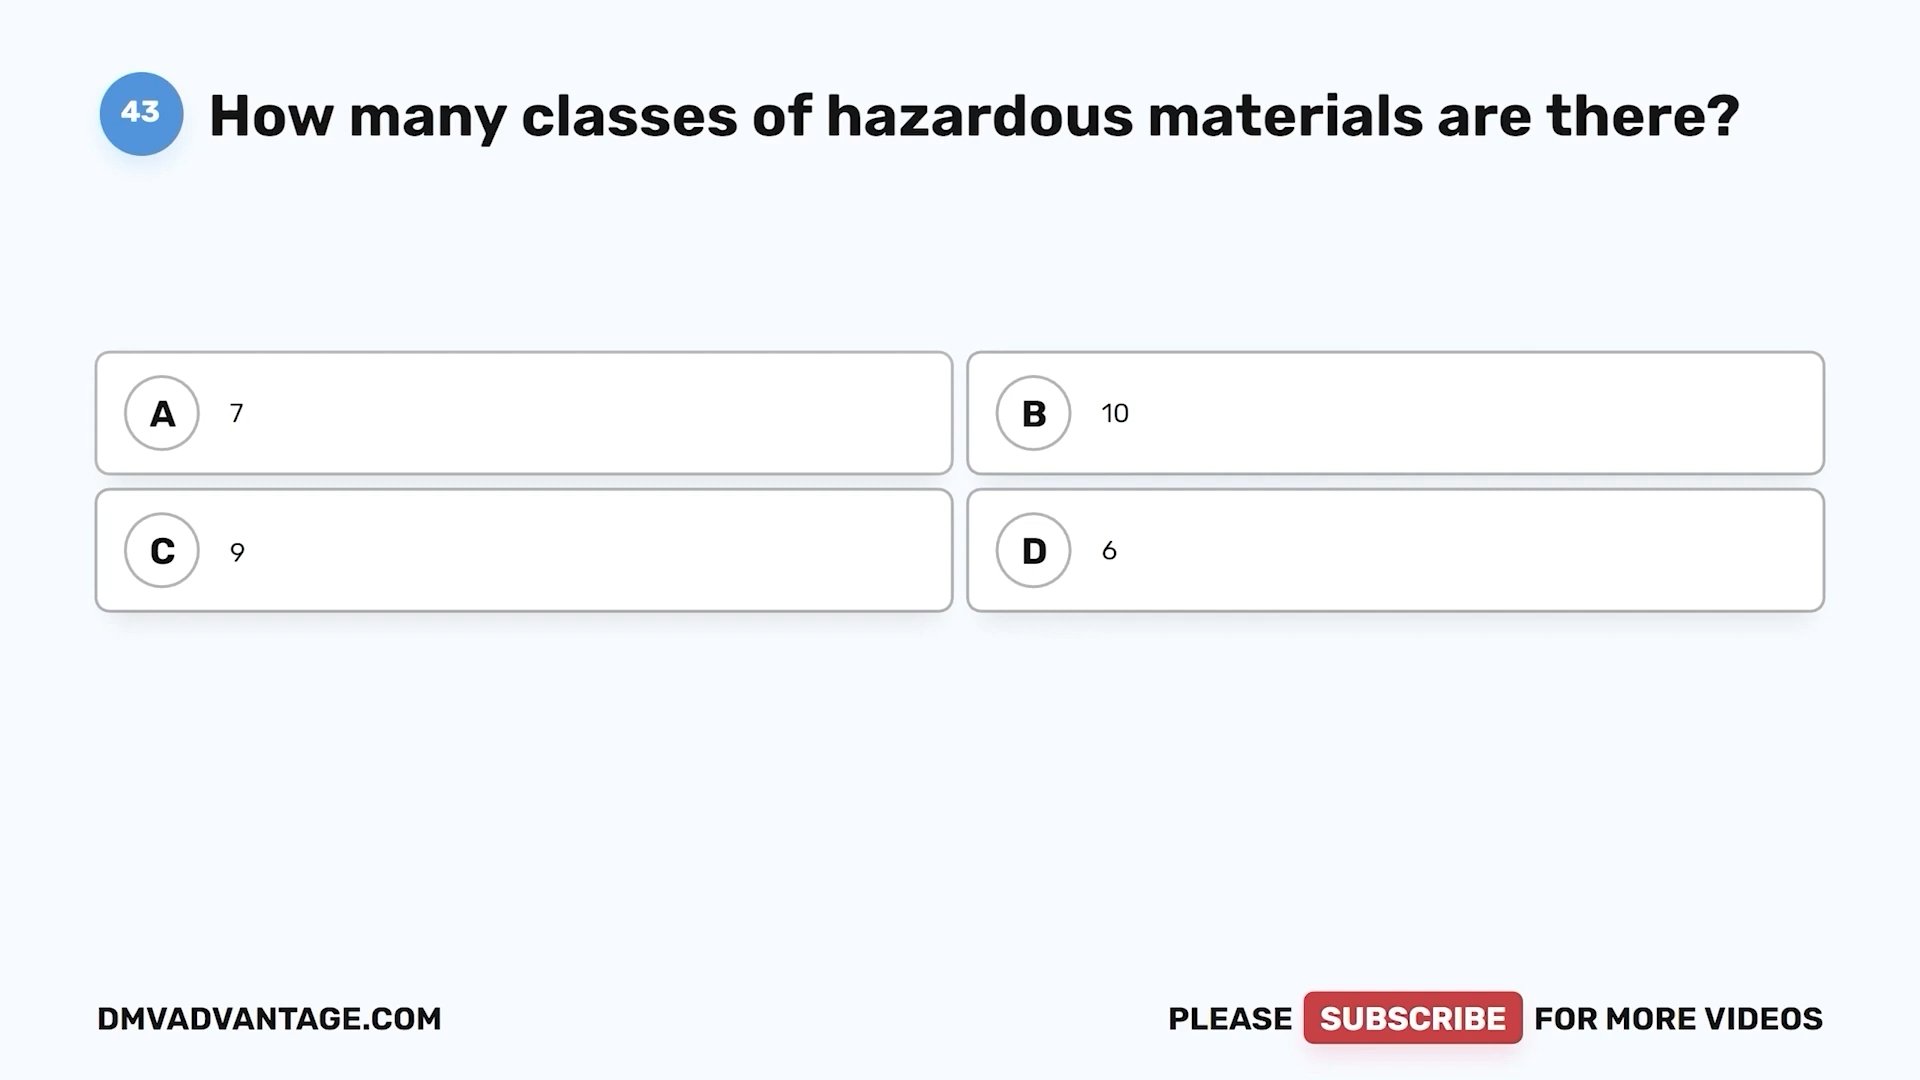 43
How many classes of hazardous materials are there?
A 7
B 10
C 9
D 6
DMVADVANTAGE.COM
PLEASE SUBSCRIBE FOR MORE VIDEOS